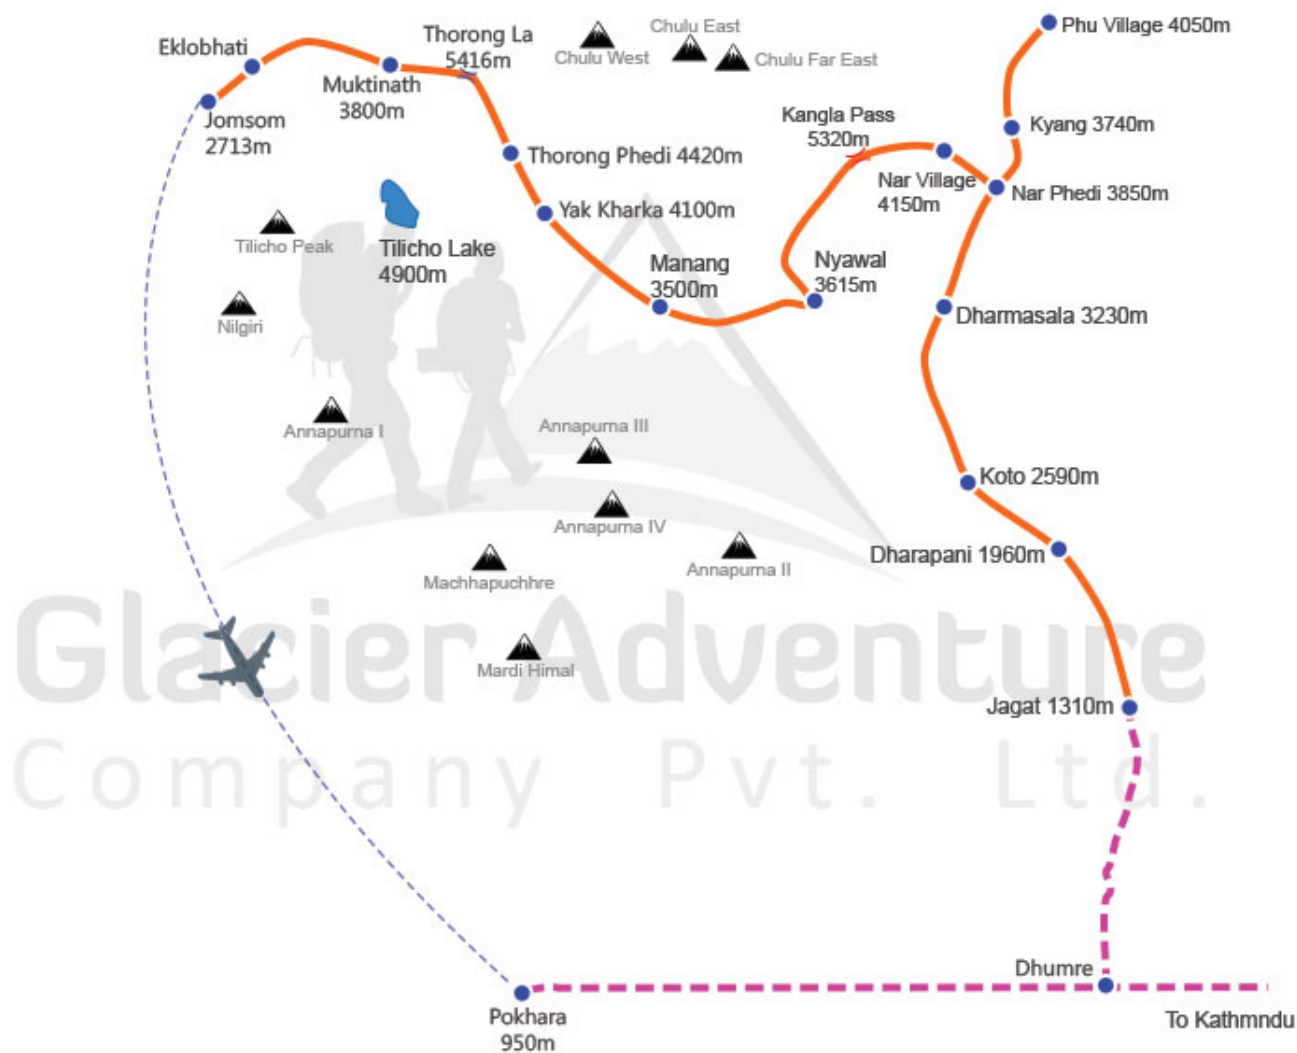 Eklobhati
Thorong La
5416m
Chulu West
Chulu East
Chulu Far East
Phu Village 4050m
Muktinath
3800m
Jomsom
2713m
Kangla Pass
5320m
Kyang 3740m
Thorong Phedi 4420m
Nar Village
4150m
Nar Phedi 3850m
Yak Kharka 4100m
Tilicho Peak
Tilicho Lake
4900m
Manang
3500m
Nyawal
3615m
Nilgiri
Dharmasala 3230m
Annapurna I
Annapurna III
Koto 2590m
Annapurna IV
Dharapani 1960m
Annapurna II
Machhapuchhre
Glacier Adventure
Mardi Himal
Jagat 1310m
Company Pvt. Ltd.
Dhumre
Pokhara
950m
To Kathmndu